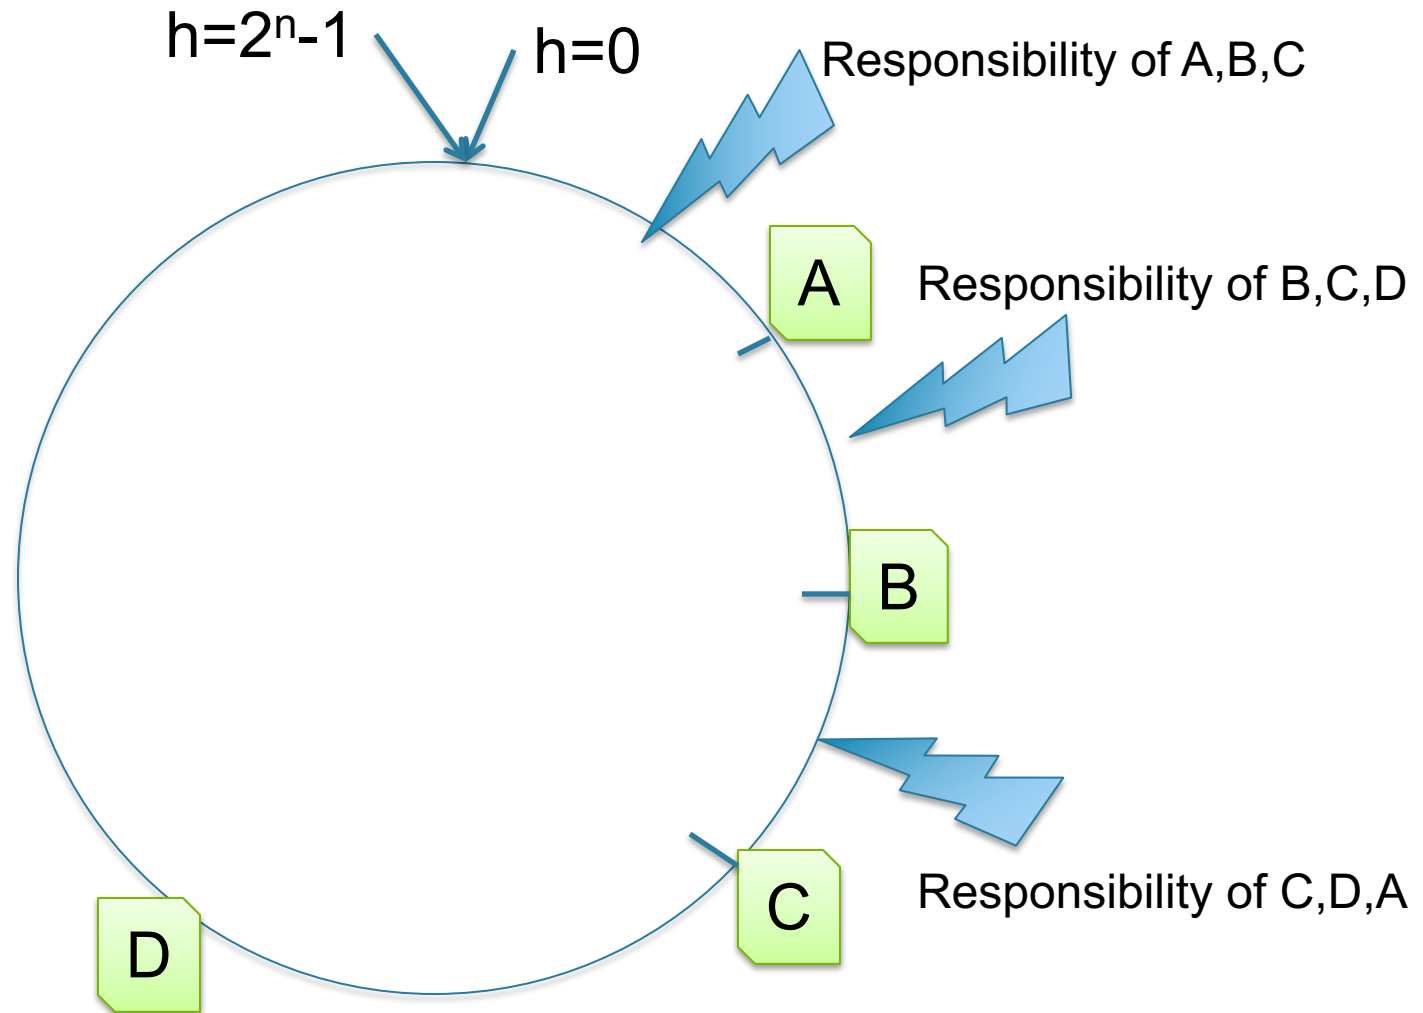 h=2ⁿ-1
h=0
Responsibility of A,B,C
A
Responsibility of B,C,D
B
C
Responsibility of C,D,A
D